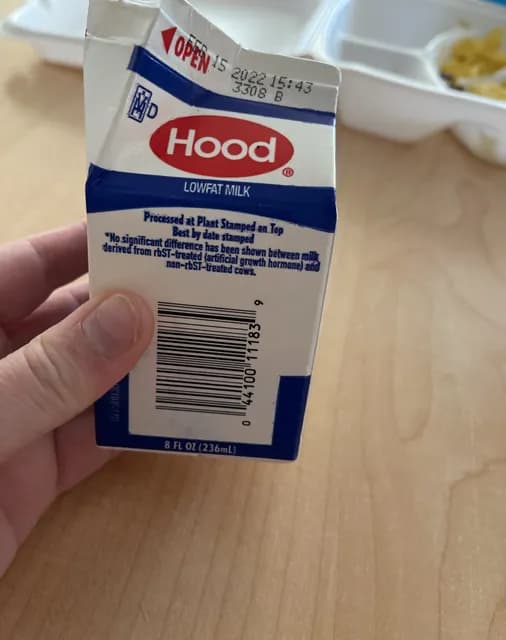 OPEN
FEB 15 2022 15:43
3308 B
Hood®
LOWFAT MILK
Processed at Plant Stamped on Top
Best by date stamped
*No significant difference has been shown between milk
derived from rbST-treated (artificial growth hormone) and
non-rbST-treated cows.
0 44100 11183 9
8 FL OZ (236mL)